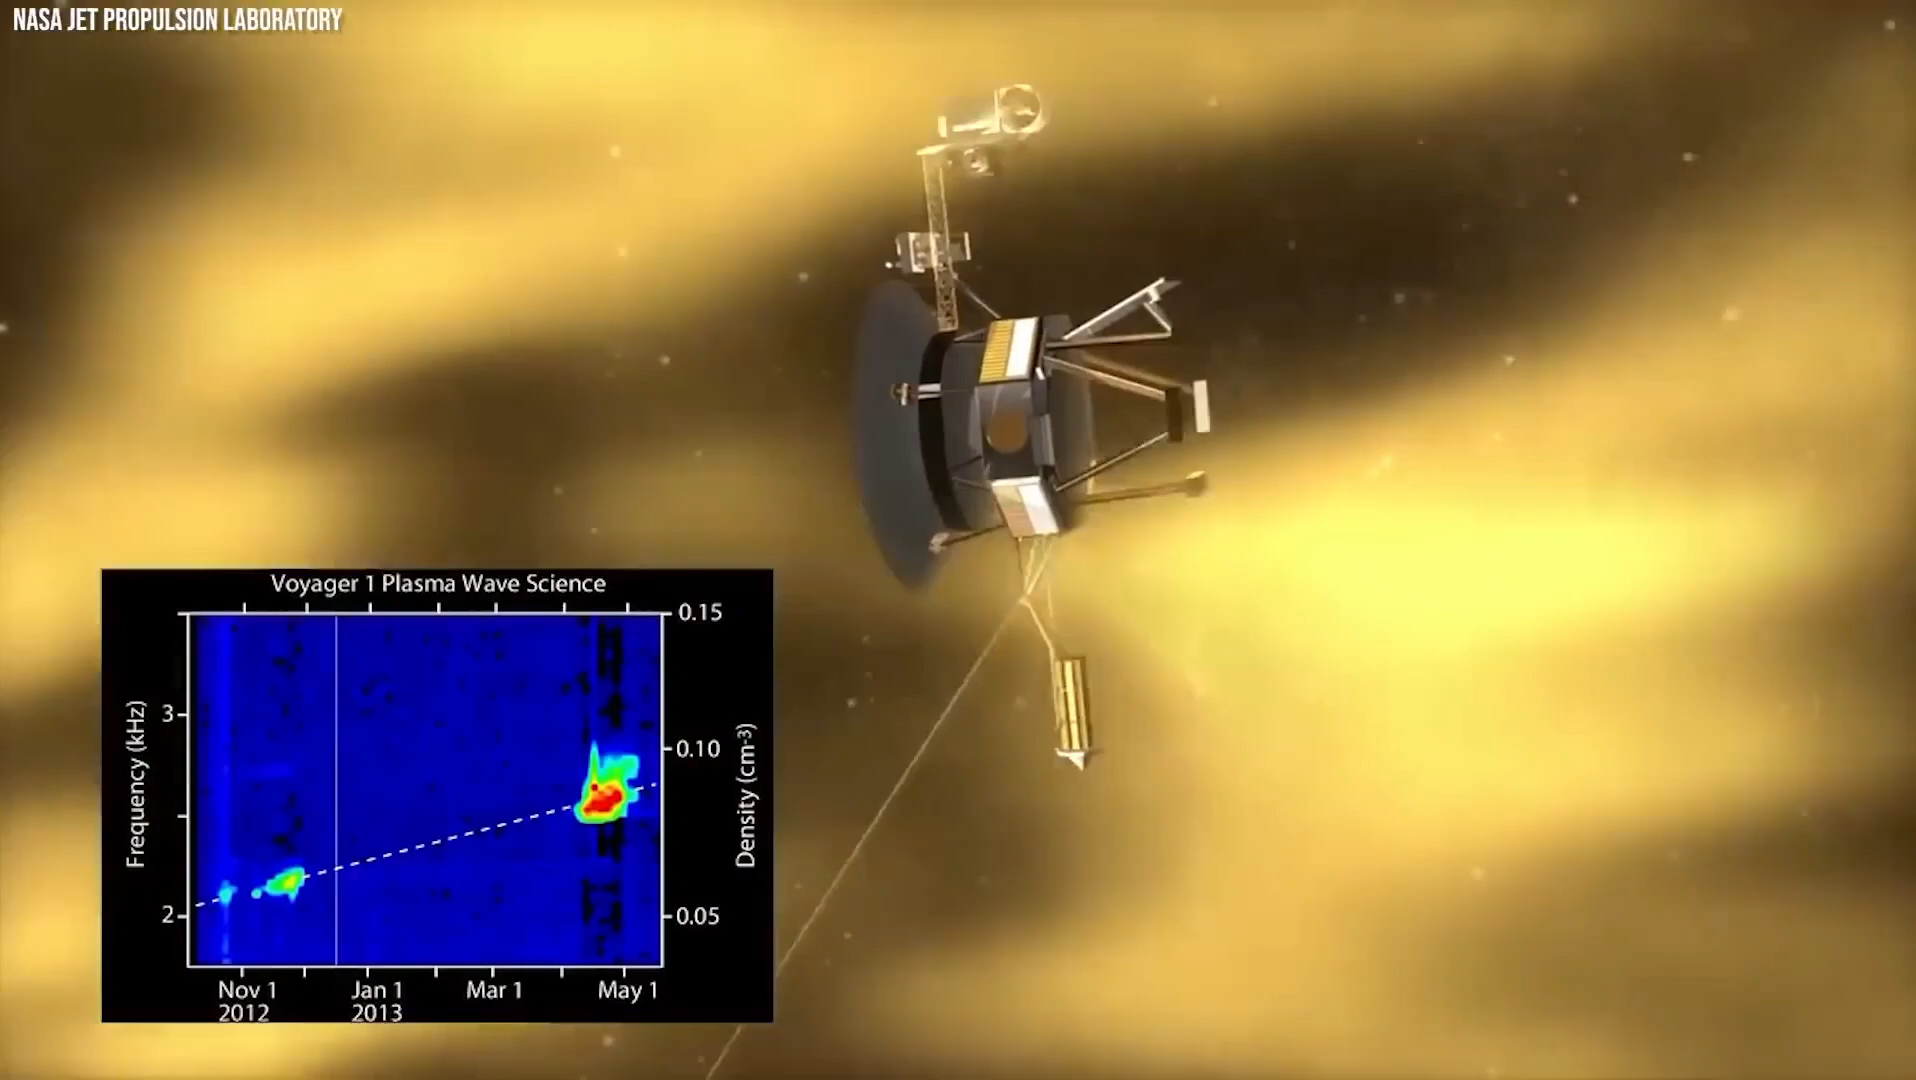 NASA JET PROPULSION LABORATORY
Voyager 1 Plasma Wave Science
0.15
3
0.10
Frequency (kHz)
Density (cm-3)
2
0.05
Nov 1
2012
Jan 1
2013
Mar 1
May 1